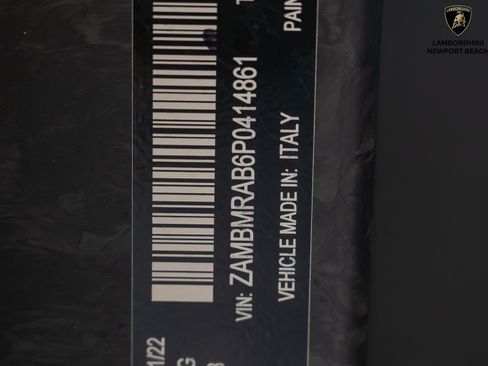 LAMBORGHINI
NEWPORT BEACH
VIN: ZAMBMRAB6P0414861
VEHICLE MADE IN: ITALY
PAIN
1/22
G